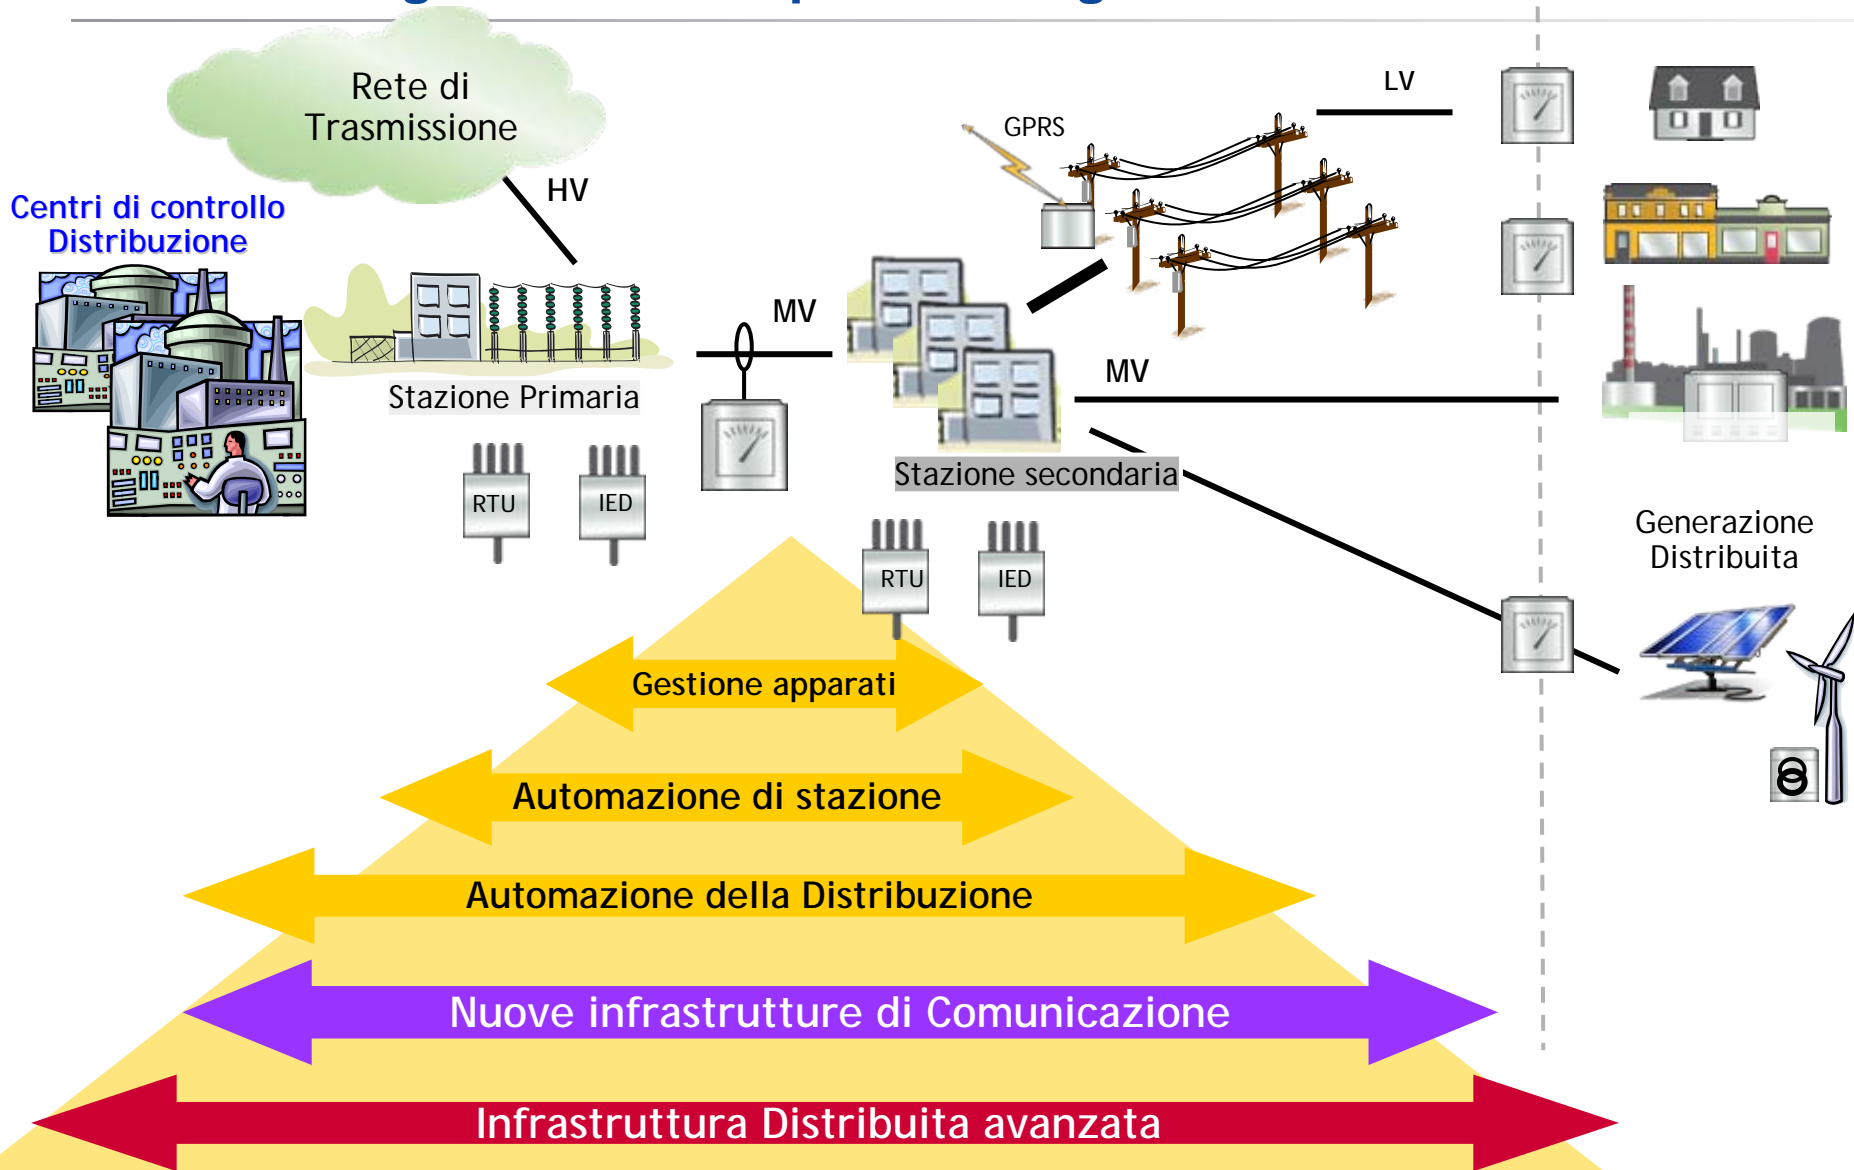 Rete di
Trasmissione
HV
LV
GPRS
Centri di controllo
Distribuzione
MV
MV
Stazione Primaria
Stazione secondaria
RTU
IED
RTU
IED
Generazione
Distribuita
Gestione apparati
Automazione di stazione
Automazione della Distribuzione
Nuove infrastrutture di Comunicazione
Infrastruttura Distribuita avanzata